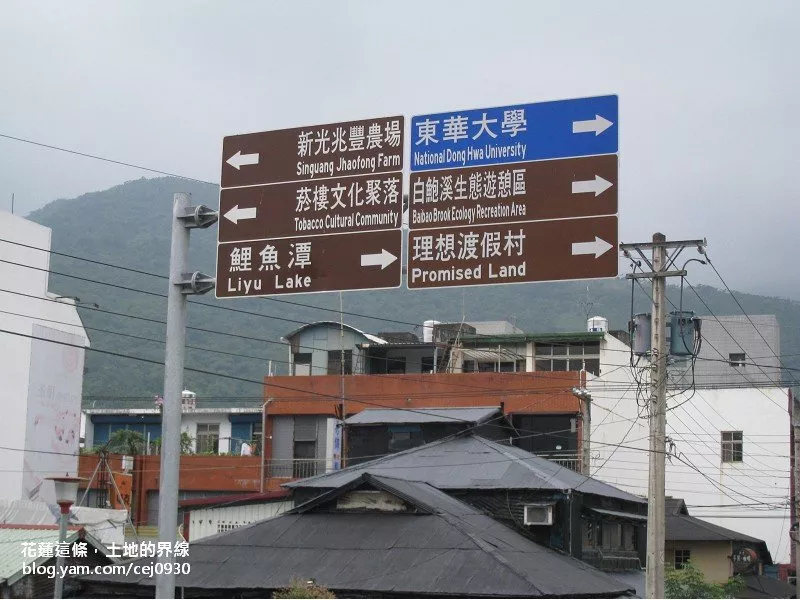 新光兆豐農場
Singuang Jhaofong Farm
菸樓文化聚落
Tobacco Cultural Community
鯉魚潭
Liyu Lake
東華大學
National Dong Hwa University
白鮑溪生態遊憩區
Baibao Brook Ecology Recreation Area
理想渡假村
Promised Land
花蓮這條，土地的界線
blog.yam.com/cej0930